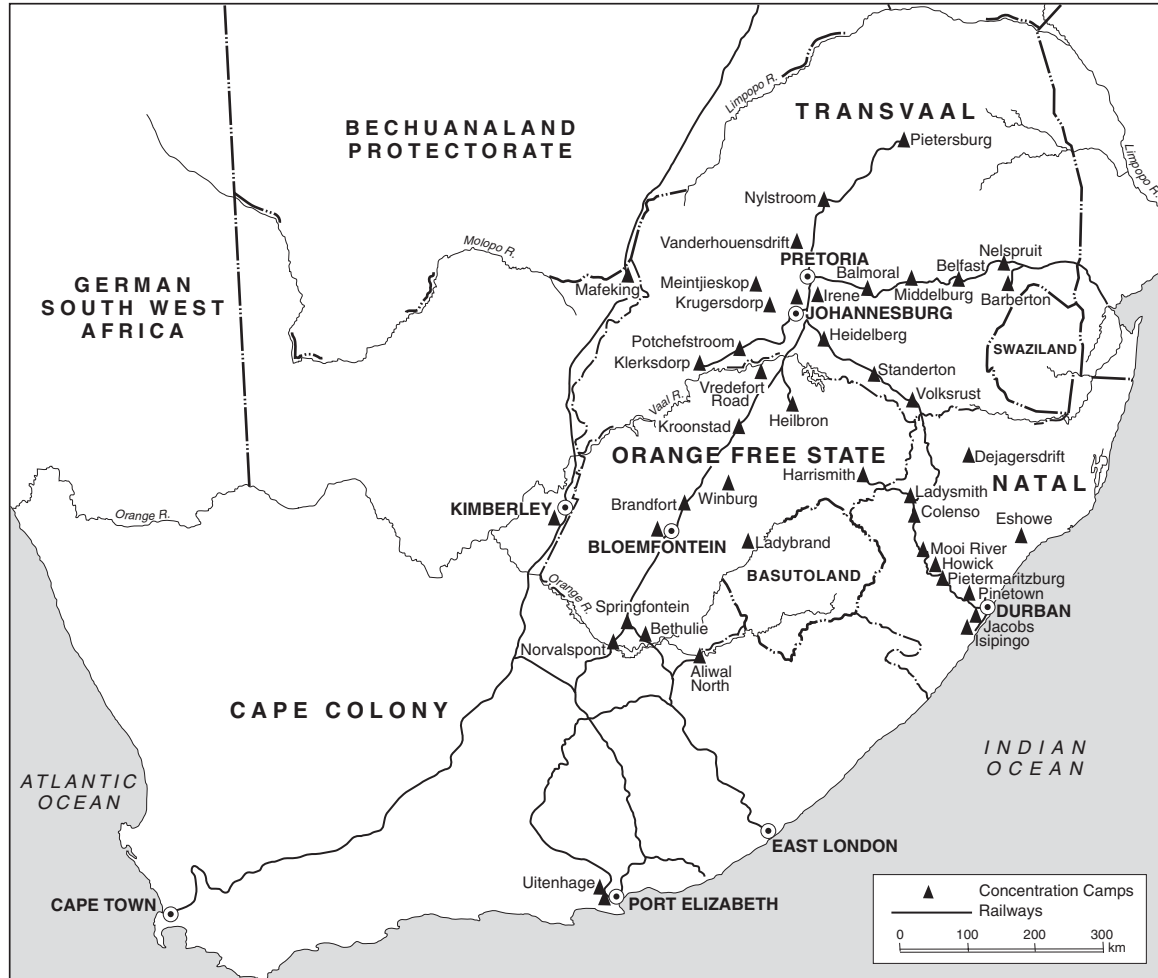 Limpopo R.
TRANSVAAL
BECHUANALAND
PROTECTORATE
Pietersburg
Limpopo R.
Nylstroom
Vanderhouensdrift
Molopo R.
PRETORIA
Nelspruit
Balmoral
Belfast
GERMAN
SOUTH WEST
AFRICA
Mafeking
Meintjieskop
Irene
Middelburg
Barberton
Krugersdorp
JOHANNESBURG
Heidelberg
Potchefstroom
SWAZILAND
Klerksdorp
Standerton
Vredefort
Road
Volksrust
Vaal R.
Heilbron
Kroonstad
ORANGE FREE STATE
Dejagersdrift
Harrismith
NATAL
Winburg
Ladysmith
Brandfort
KIMBERLEY
Colenso
Orange R.
Eshowe
BLOEMFONTEIN
Ladybrand
Mooi River
Howick
BASUTOLAND
Pietermaritzburg
Orange R.
Pinetown
Springfontein
DURBAN
Bethulie
Jacobs
Isipingo
Norvalspont
Aliwal
North
CAPE COLONY
INDIAN
OCEAN
ATLANTIC
OCEAN
EAST LONDON
Uitenhage
CAPE TOWN
PORT ELIZABETH
Concentration Camps
Railways
0 100 200 300
km